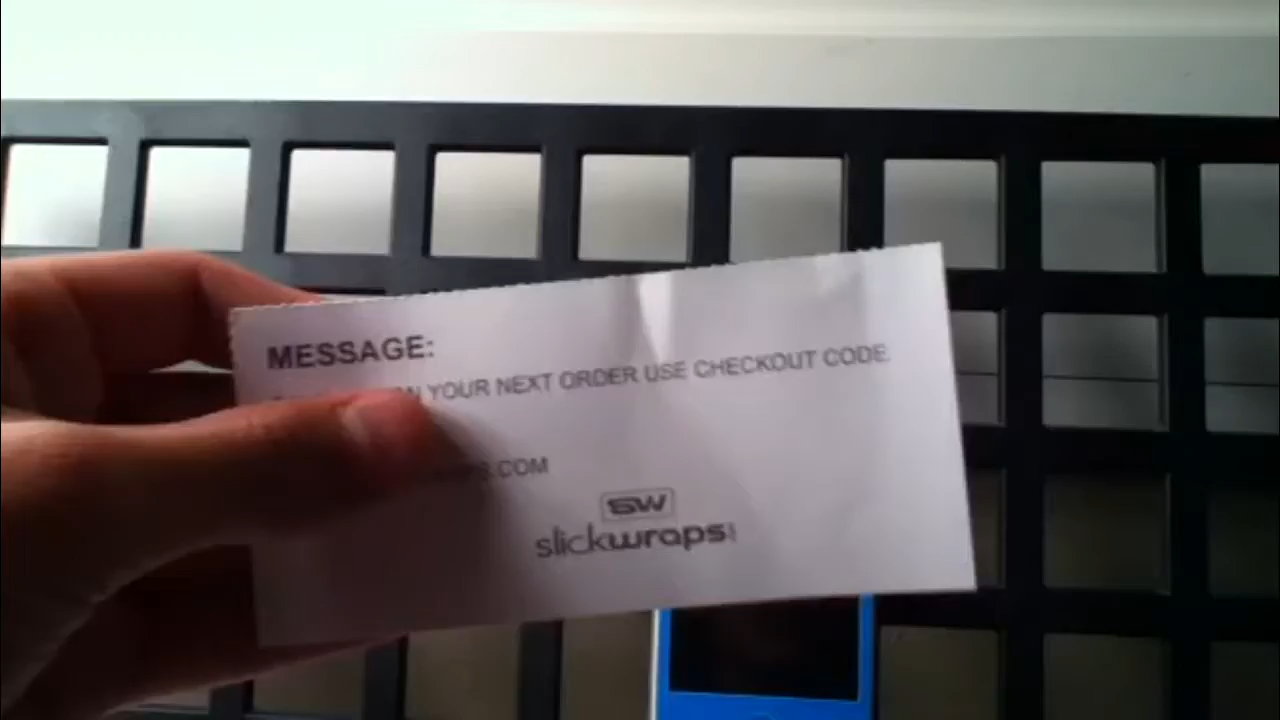 MESSAGE:
YOUR NEXT ORDER USE CHECKOUT CODE
.COM
SW
slickwraps